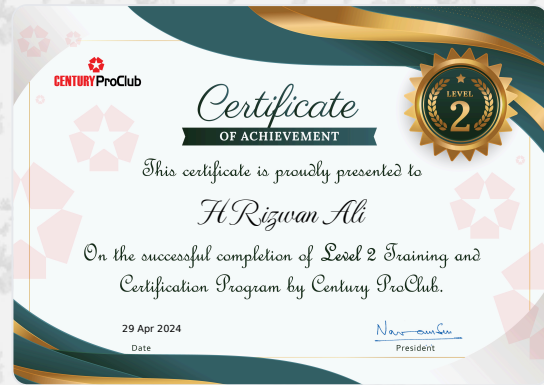 CENTURY ProClub
LEVEL
2
Certificate
OF ACHIEVEMENT
This certificate is proudly presented to
H Rizwan Ali
On the successful completion of Level 2 Training and
Certification Program by Century ProClub.
29 Apr 2024
Date
President